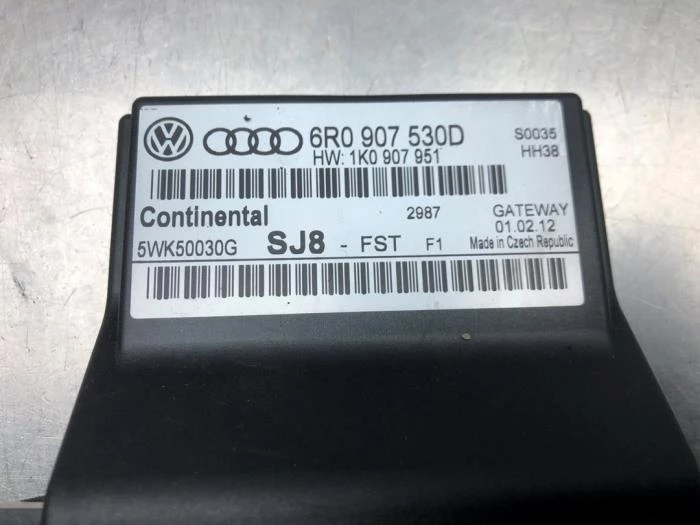 6R0 907 530D S0035
HW: 1K0 907 951 HH38
Continental 2987 GATEWAY
01.02.12
5WK50030G SJ8 - FST F1 Made in Czech Republic